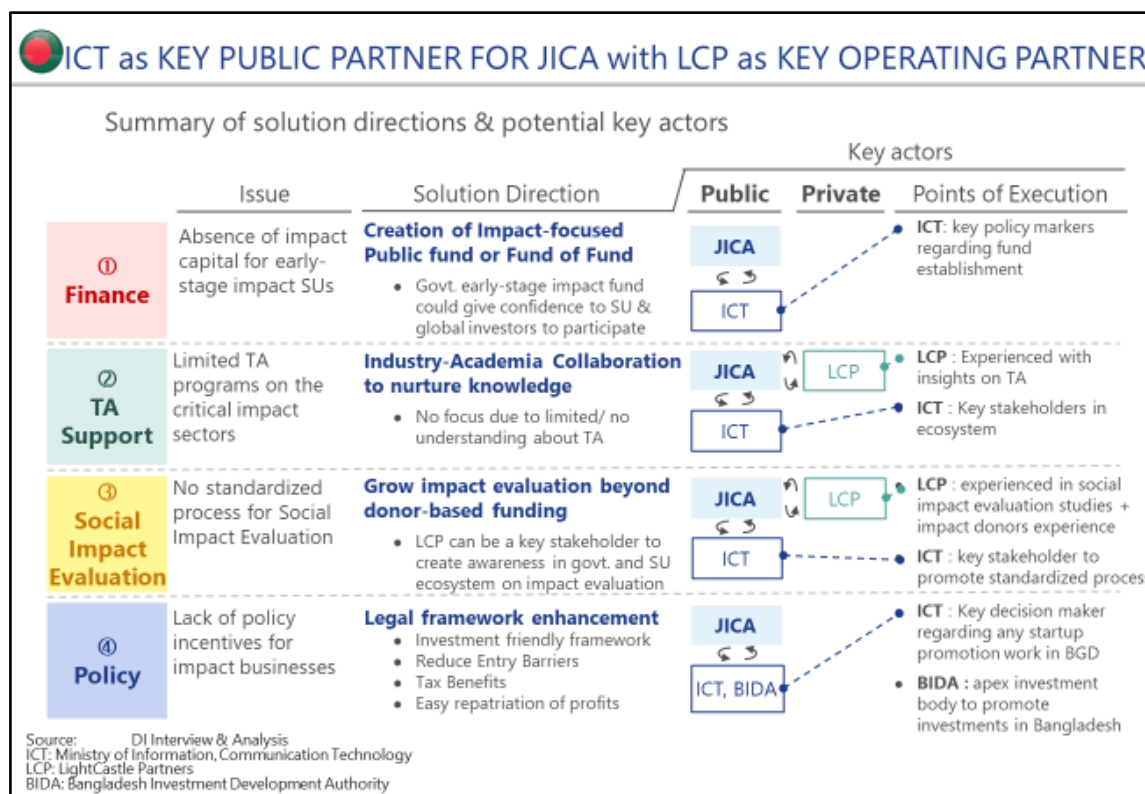 ICT as KEY PUBLIC PARTNER FOR JICA with LCP as KEY OPERATING PARTNER
Summary of solution directions & potential key actors
Key actors
Issue
Solution Direction
Public
Private
Points of Execution
①
Finance
Absence of impact
capital for early-
stage impact SUs
Creation of Impact-focused
Public fund or Fund of Fund
• Govt. early-stage impact fund
could give confidence to SU &
global investors to participate
JICA
ICT
• ICT: key policy markers
regarding fund
establishment
②
TA
Support
Limited TA
programs on the
critical impact
sectors
Industry-Academia Collaboration
to nurture knowledge
• No focus due to limited/ no
understanding about TA
JICA
LCP
ICT
• LCP : Experienced with
insights on TA
• ICT : Key stakeholders in
ecosystem
③
Social
Impact
Evaluation
No standardized
process for Social
Impact Evaluation
Grow impact evaluation beyond
donor-based funding
• LCP can be a key stakeholder to
create awareness in govt. and SU
ecosystem on impact evaluation
JICA
LCP
ICT
• LCP : experienced in social
impact evaluation studies +
impact donors experience
• ICT : key stakeholder to
promote standardized proces
④
Policy
Lack of policy
incentives for
impact businesses
Legal framework enhancement
• Investment friendly framework
• Reduce Entry Barriers
• Tax Benefits
• Easy repatriation of profits
JICA
ICT, BIDA
• ICT : Key decision maker
regarding any startup
promotion work in BGD
• BIDA : apex investment
body to promote
investments in Bangladesh
Source: DI Interview & Analysis
ICT: Ministry of Information, Communication Technology
LCP: LightCastle Partners
BIDA: Bangladesh Investment Development Authority